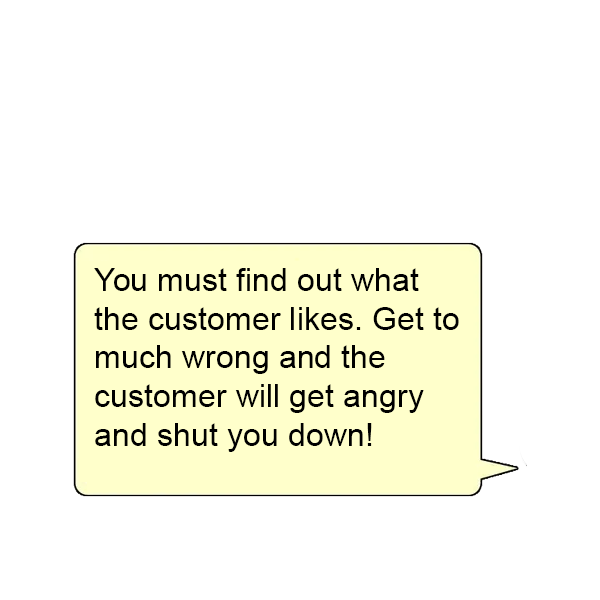 You must find out what
the customer likes. Get to
much wrong and the
customer will get angry
and shut you down!